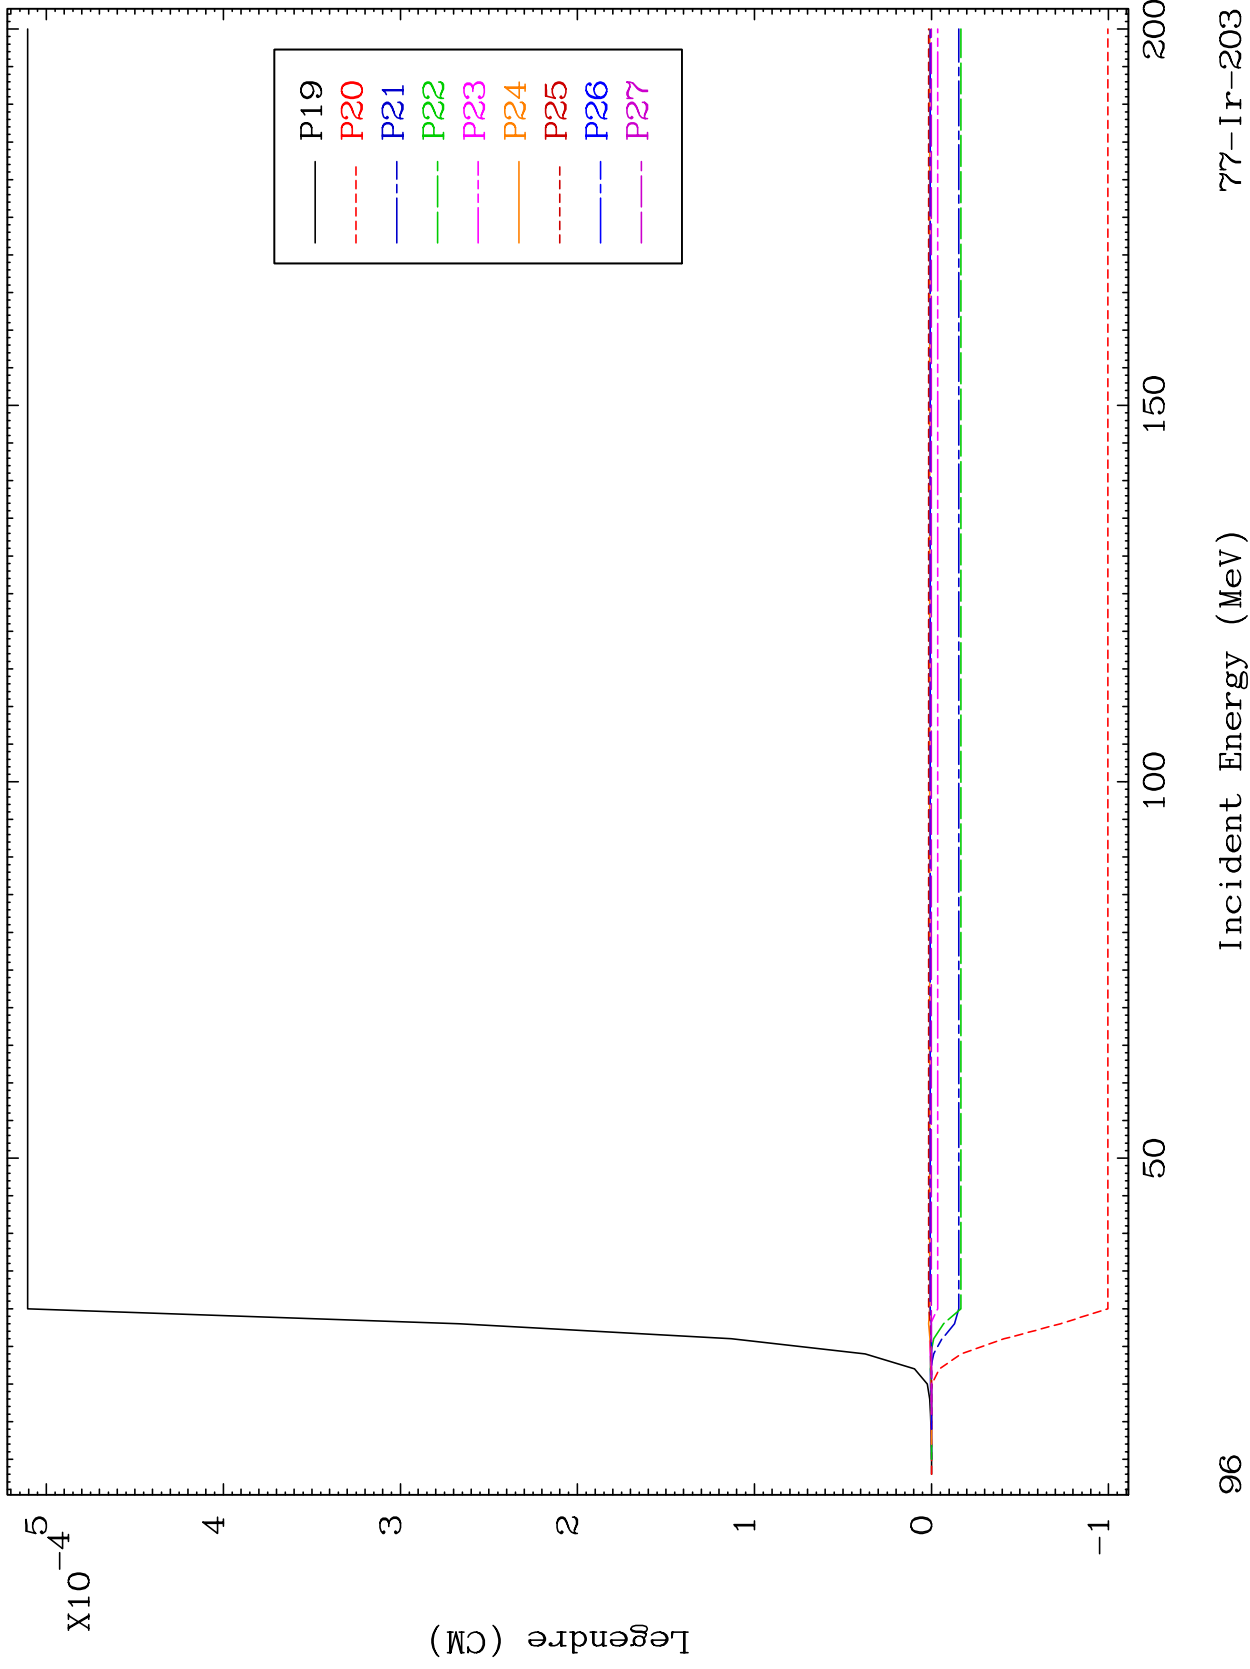 X10-4
5
4
3
2
1
0
-1
Legendre (CM)
P19
P20
P21
P22
P23
P24
P25
P26
P27
50
100
150
200
Incident Energy (MeV)
96
77-Ir-203